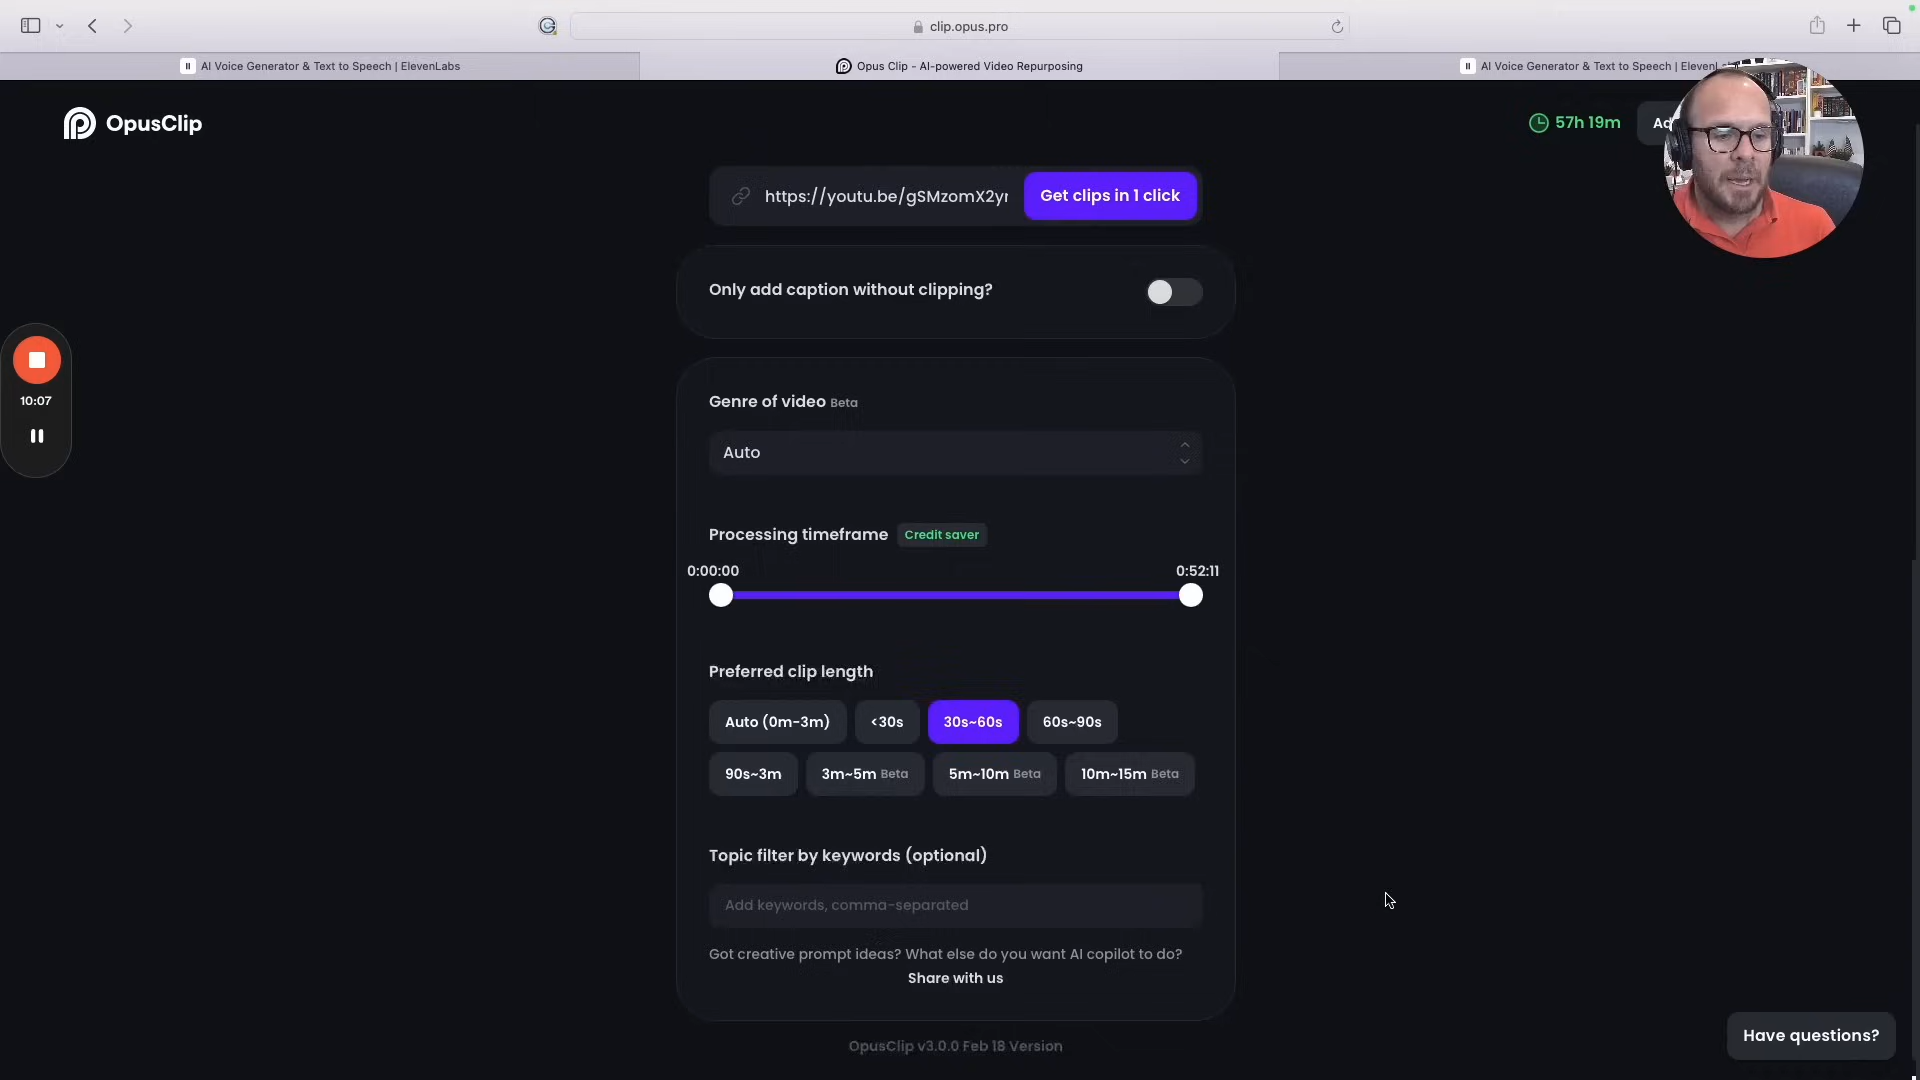 clip.opus.pro
AI Voice Generator & Text to Speech | ElevenLabs
Opus Clip - AI-powered Video Repurposing
AI Voice Generator & Text to Speech |
OpusClip
57h 19m
https://youtu.be/gSMzomX2yr
Get clips in 1 click
Only add caption without clipping?
10:07
Genre of video Beta
Auto
Processing timeframe Credit saver
0:00:00 0:52:11
Preferred clip length
Auto (0m-3m) <30s 30s~60s 60s~90s
90s~3m 3m~5m Beta 5m~10m Beta 10m~15m Beta
Topic filter by keywords (optional)
Add keywords, comma-separated
Got creative prompt ideas? What else do you want AI copilot to do?
Share with us
OpusClip v3.0.0 Feb 18 Version
Have questions?